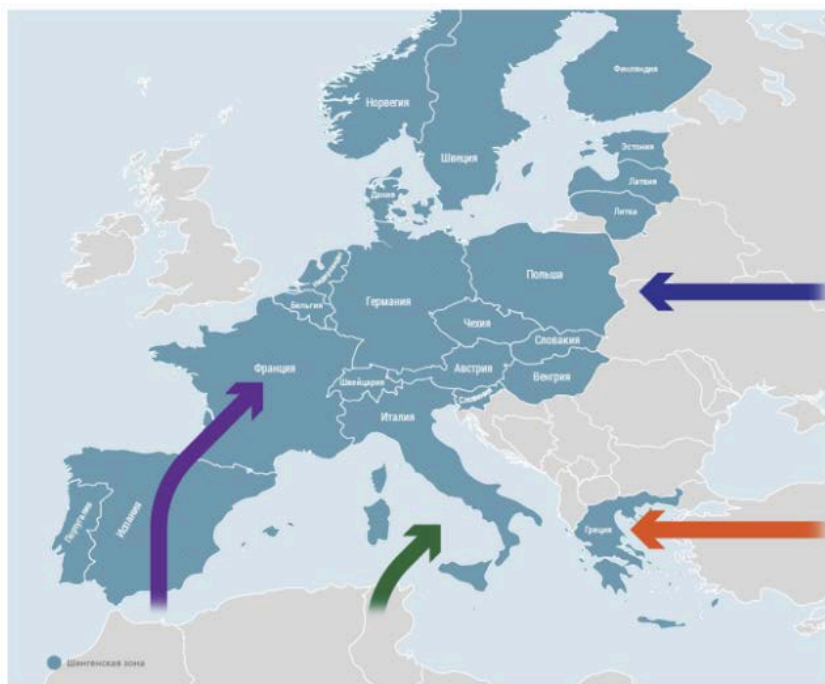 Финляндия
Норвегия
Швеция
Эстония
Латвия
Дания
Литва
Польша
Бельгия
Германия
Чехия
Словакия
Франция
Австрия
Швейцария
Венгрия
Словения
Италия
Португалия
Испания
Греция
Шенгенская зона